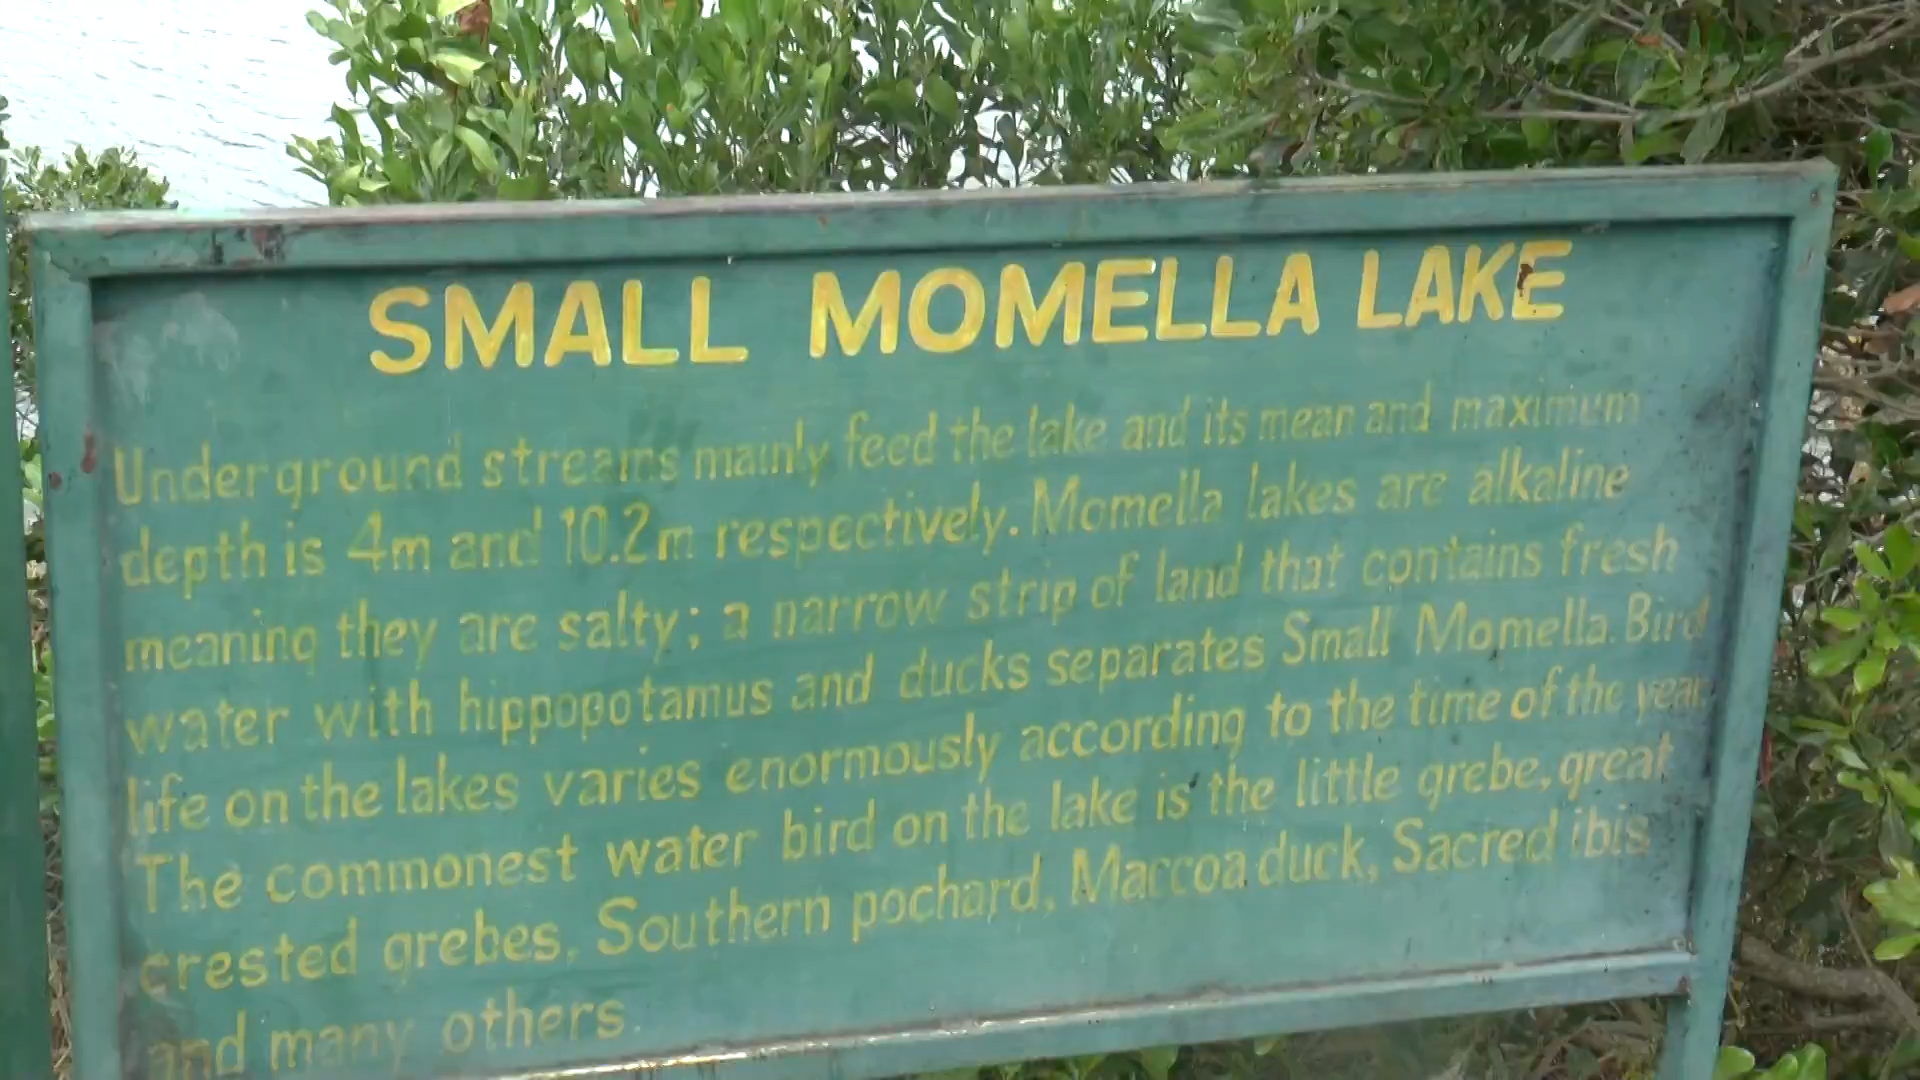 SMALL MOMELLA LAKE
Underground streams mainly feed the lake and its mean and maximum
depth is 4m and 10.2m respectively. Momella lakes are alkaline
meaning they are salty; a narrow strip of land that contains fresh
water with hippopotamus and ducks separates Small Momella. Bird
life on the lakes varies enormously according to the time of the year.
The commonest water bird on the lake is the little grebe, great
crested grebes, Southern pochard, Maccoa duck, Sacred ibis
and many others.